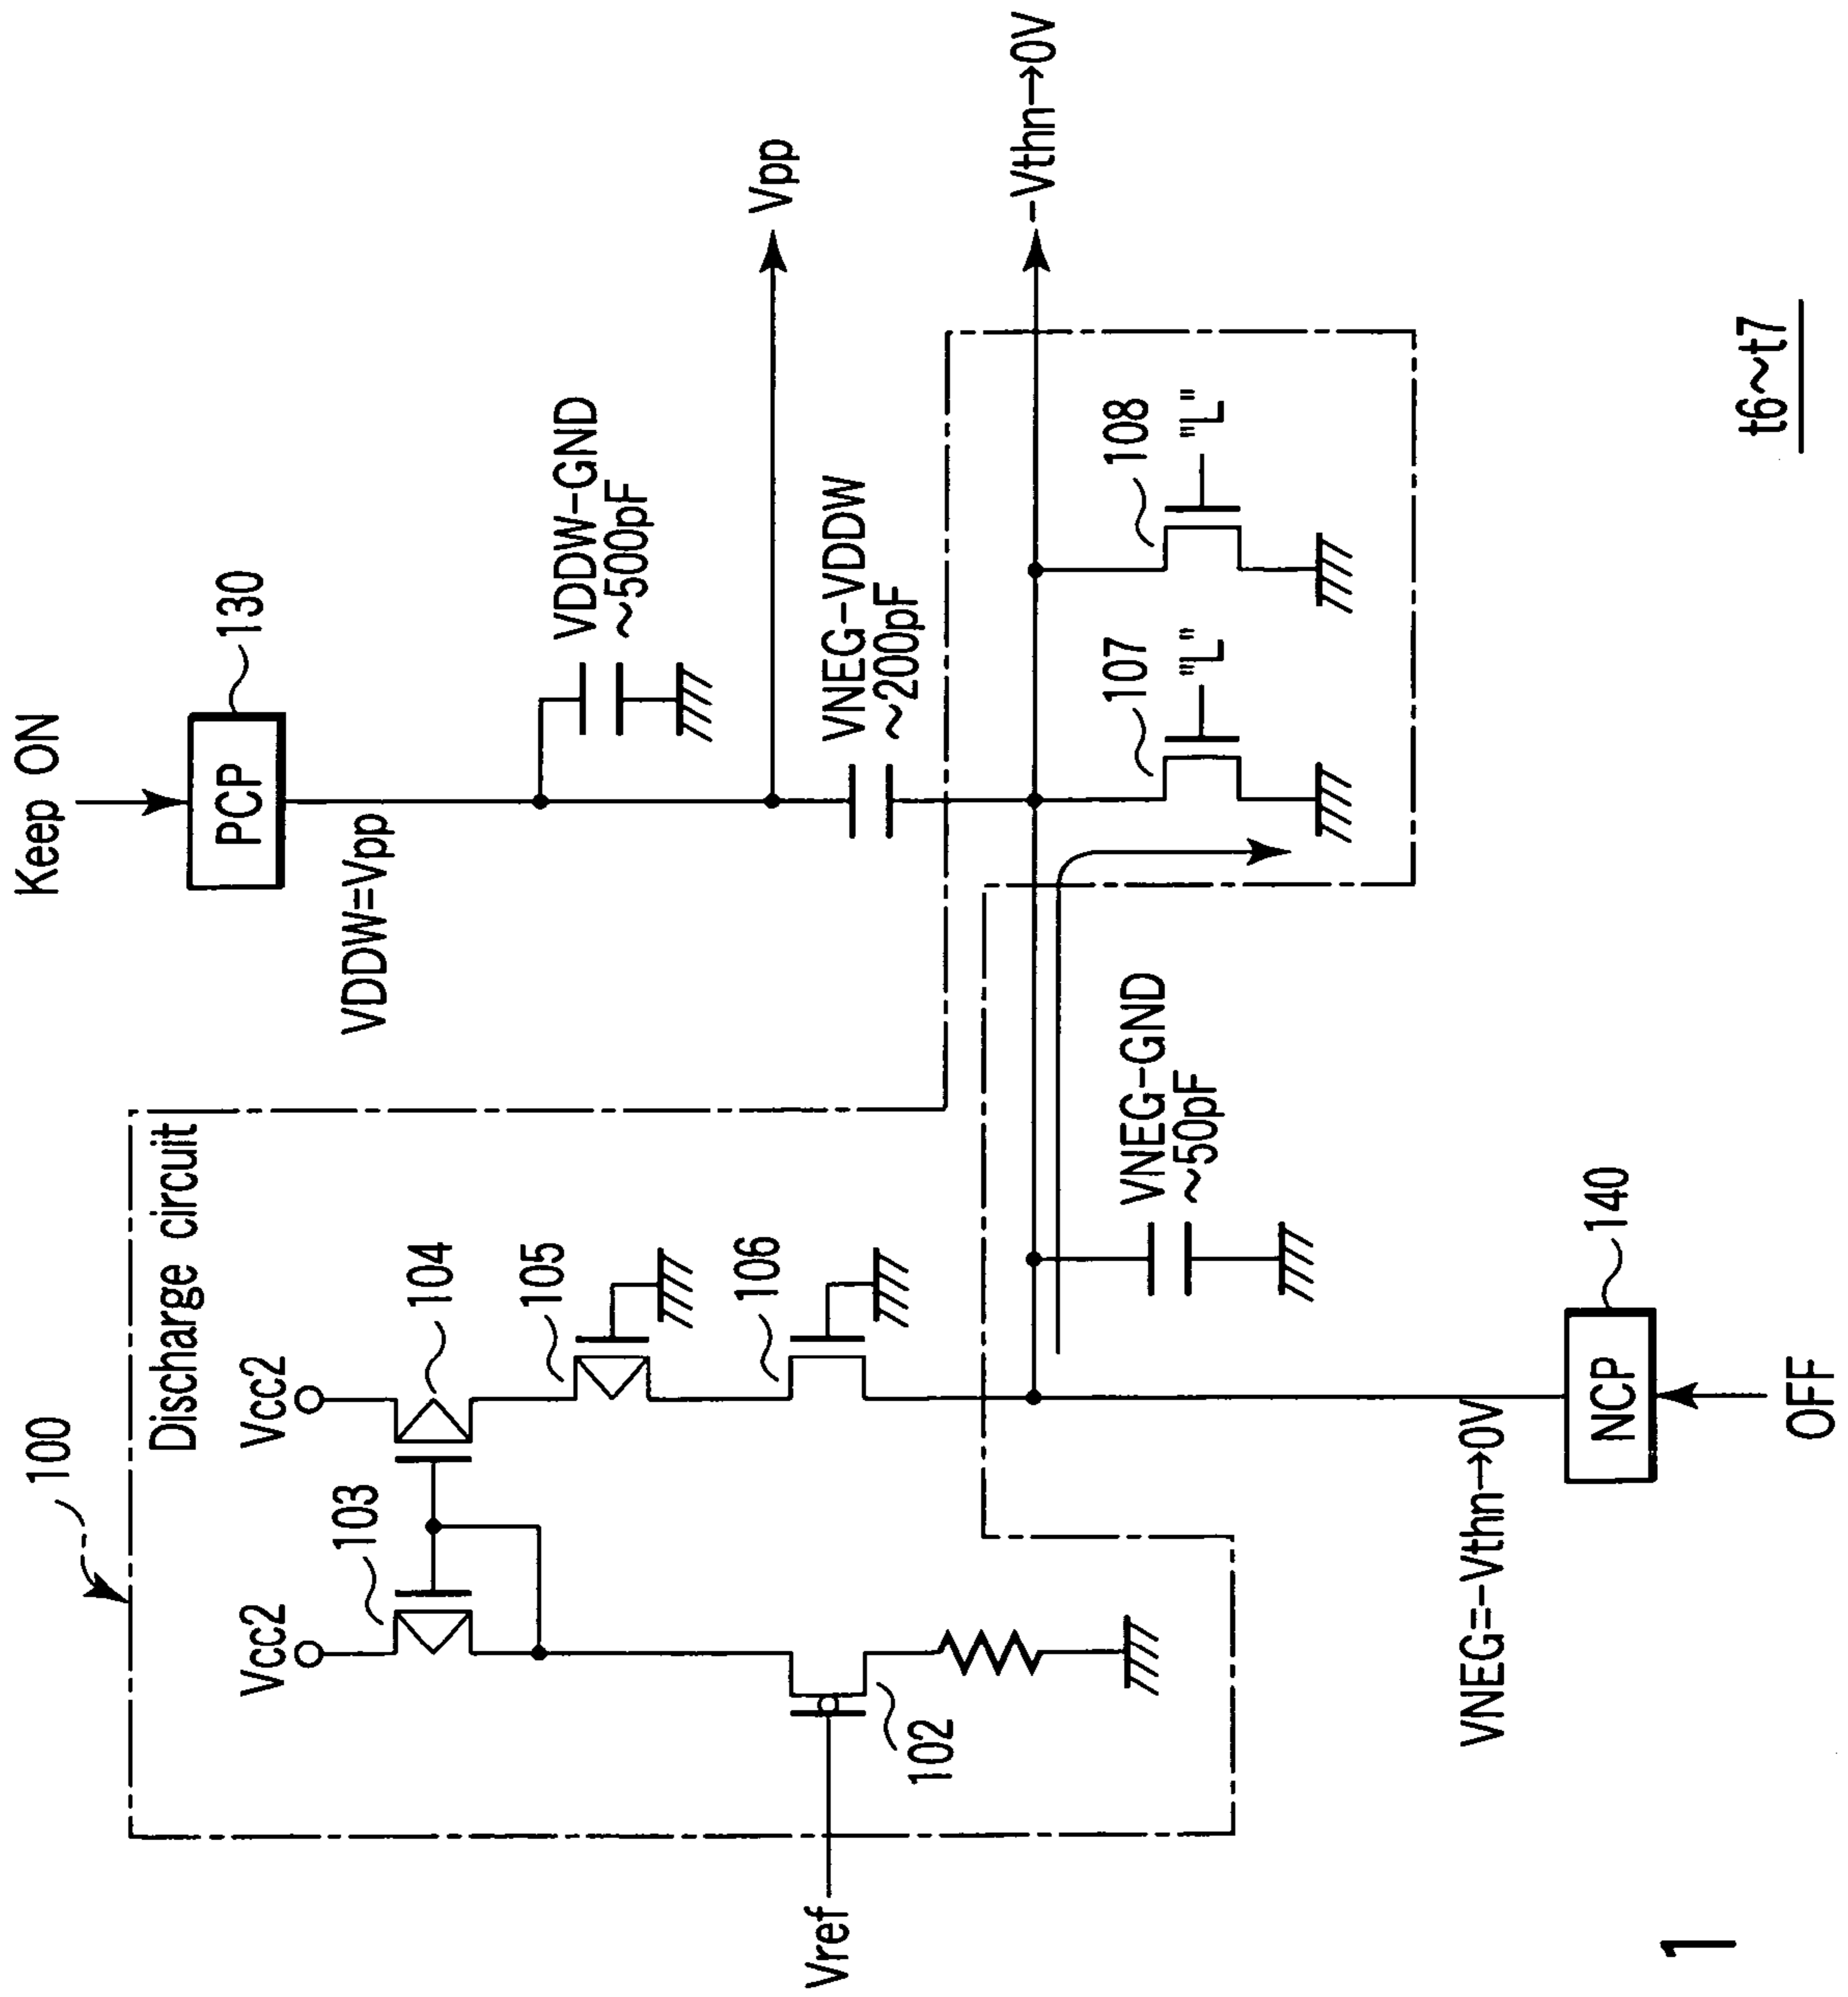 100
Discharge circuit
Vcc2
Vcc2
103
104
105
106
102
Vref
Keep ON
PCP
130
VDDW=Vpp
VDDW-GND
~500pF
Vpp
VNEG-VDDW
~200pF
-Vthn→0V
107
"L"
108
"L"
VNEG-GND
~50pF
VNEG=-Vthn→0V
NCP
140
OFF
t6~t7
1